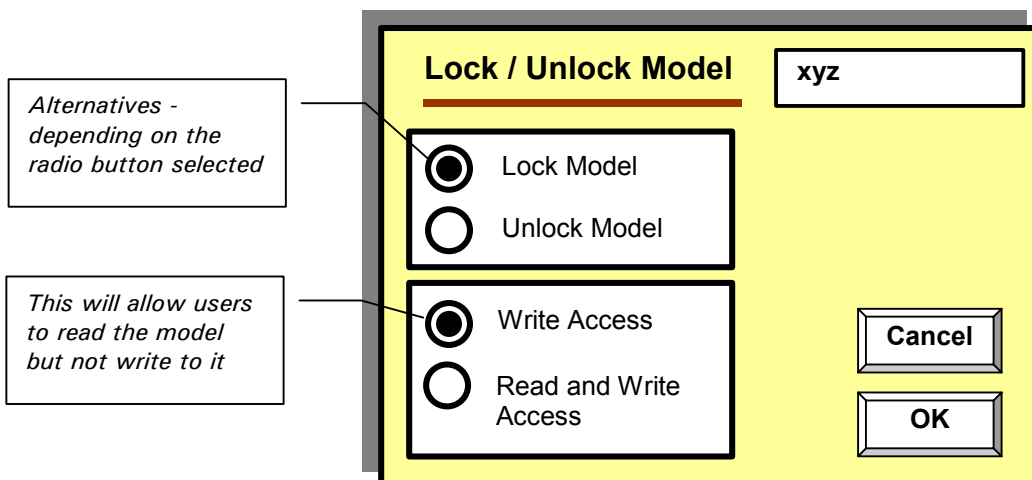 Lock / Unlock Model
xyz
Alternatives -
depending on the
radio button selected
Lock Model
Unlock Model
This will allow users
to read the model
but not write to it
Write Access
Read and Write
Access
Cancel
OK